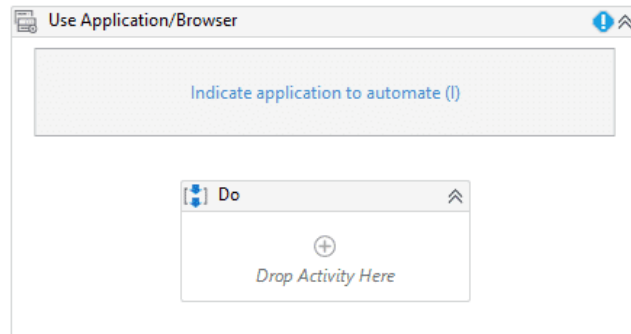 Use Application/Browser
Indicate application to automate (I)
Do
Drop Activity Here